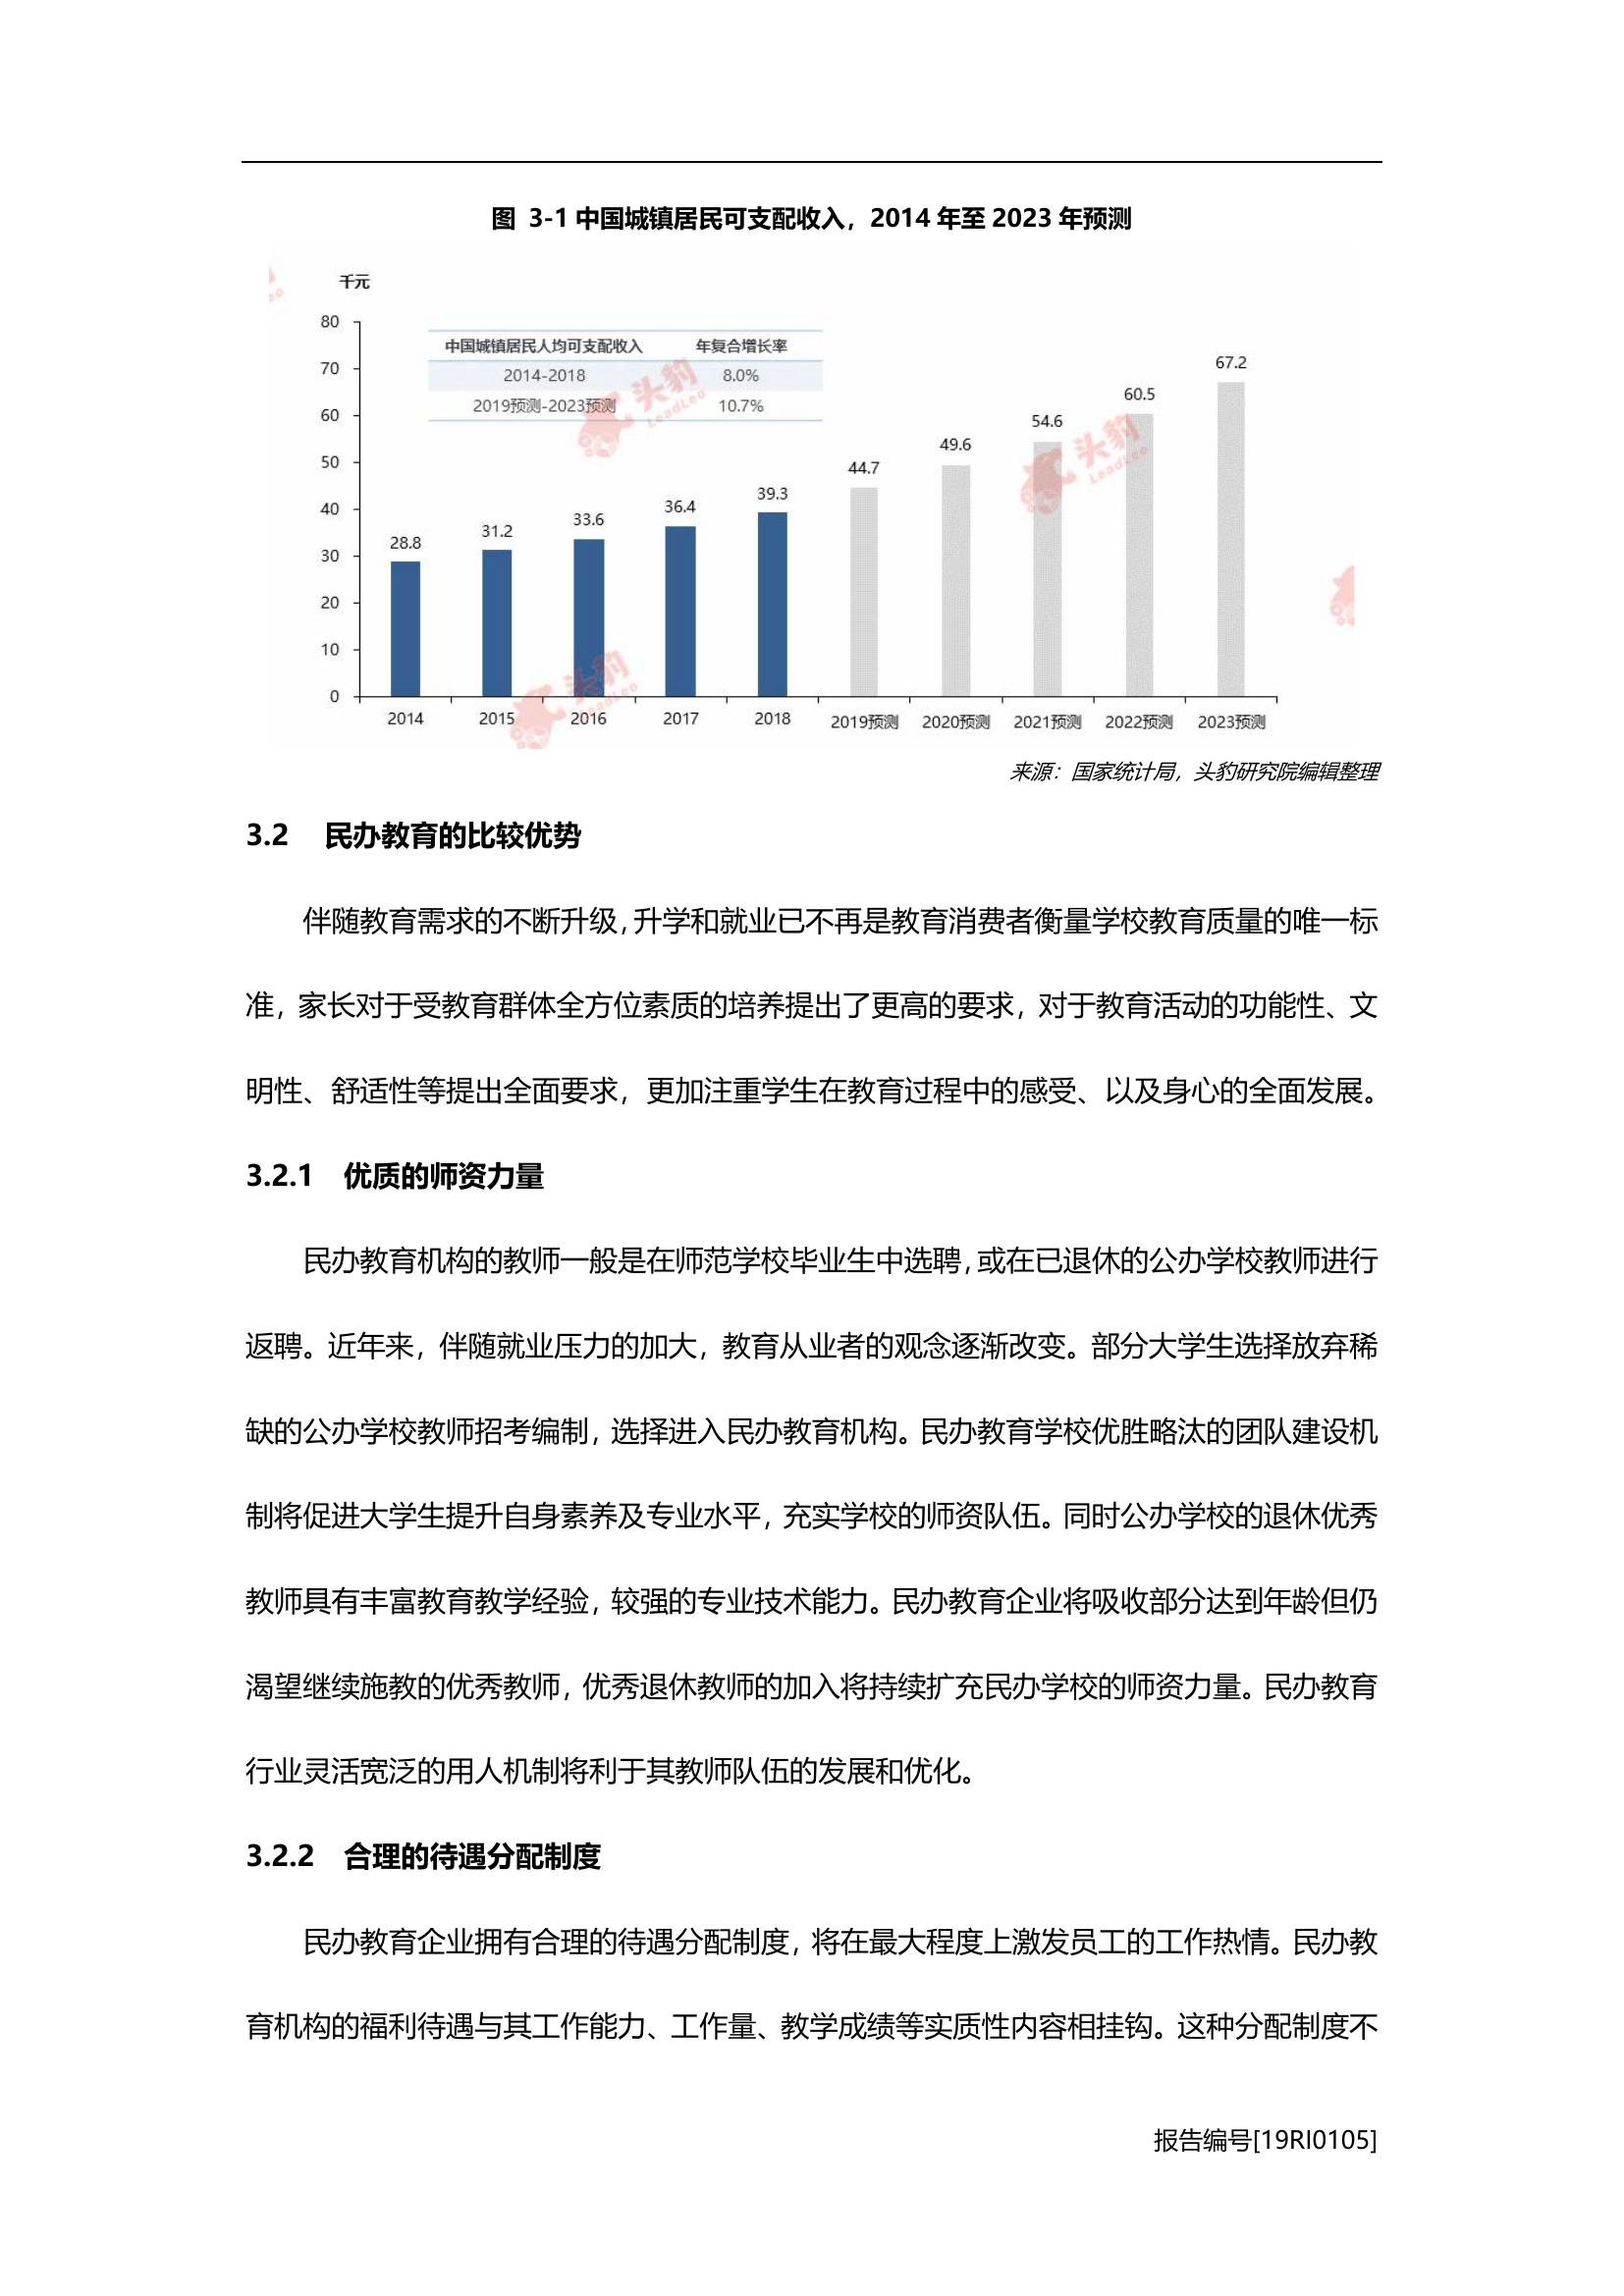 图 3-1 中国城镇居民可支配收入，2014 年至 2023 年预测
千元
80
70
60
50
40
30
20
10
0
中国城镇居民人均可支配收入 年复合增长率
2014-2018 8.0%
2019预测-2023预测 10.7%
28.8 31.2 33.6 36.4 39.3 44.7 49.6 54.6 60.5 67.2
2014 2015 2016 2017 2018 2019预测 2020预测 2021预测 2022预测 2023预测
头豹
LeadLeo
头豹
LeadLeo
头豹
LeadLeo
来源：国家统计局，头豹研究院编辑整理
3.2 民办教育的比较优势
伴随教育需求的不断升级，升学和就业已不再是教育消费者衡量学校教育质量的唯一标
准，家长对于受教育群体全方位素质的培养提出了更高的要求，对于教育活动的功能性、文
明性、舒适性等提出全面要求，更加注重学生在教育过程中的感受、以及身心的全面发展。
3.2.1 优质的师资力量
民办教育机构的教师一般是在师范学校毕业生中选聘，或在已退休的公办学校教师进行
返聘。近年来，伴随就业压力的加大，教育从业者的观念逐渐改变。部分大学生选择放弃稀
缺的公办学校教师招考编制，选择进入民办教育机构。民办教育学校优胜略汰的团队建设机
制将促进大学生提升自身素养及专业水平，充实学校的师资队伍。同时公办学校的退休优秀
教师具有丰富教育教学经验，较强的专业技术能力。民办教育企业将吸收部分达到年龄但仍
渴望继续施教的优秀教师，优秀退休教师的加入将持续扩充民办学校的师资力量。民办教育
行业灵活宽泛的用人机制将利于其教师队伍的发展和优化。
3.2.2 合理的待遇分配制度
民办教育企业拥有合理的待遇分配制度，将在最大程度上激发员工的工作热情。民办教
育机构的福利待遇与其工作能力、工作量、教学成绩等实质性内容相挂钩。这种分配制度不
报告编号[19RI0105]